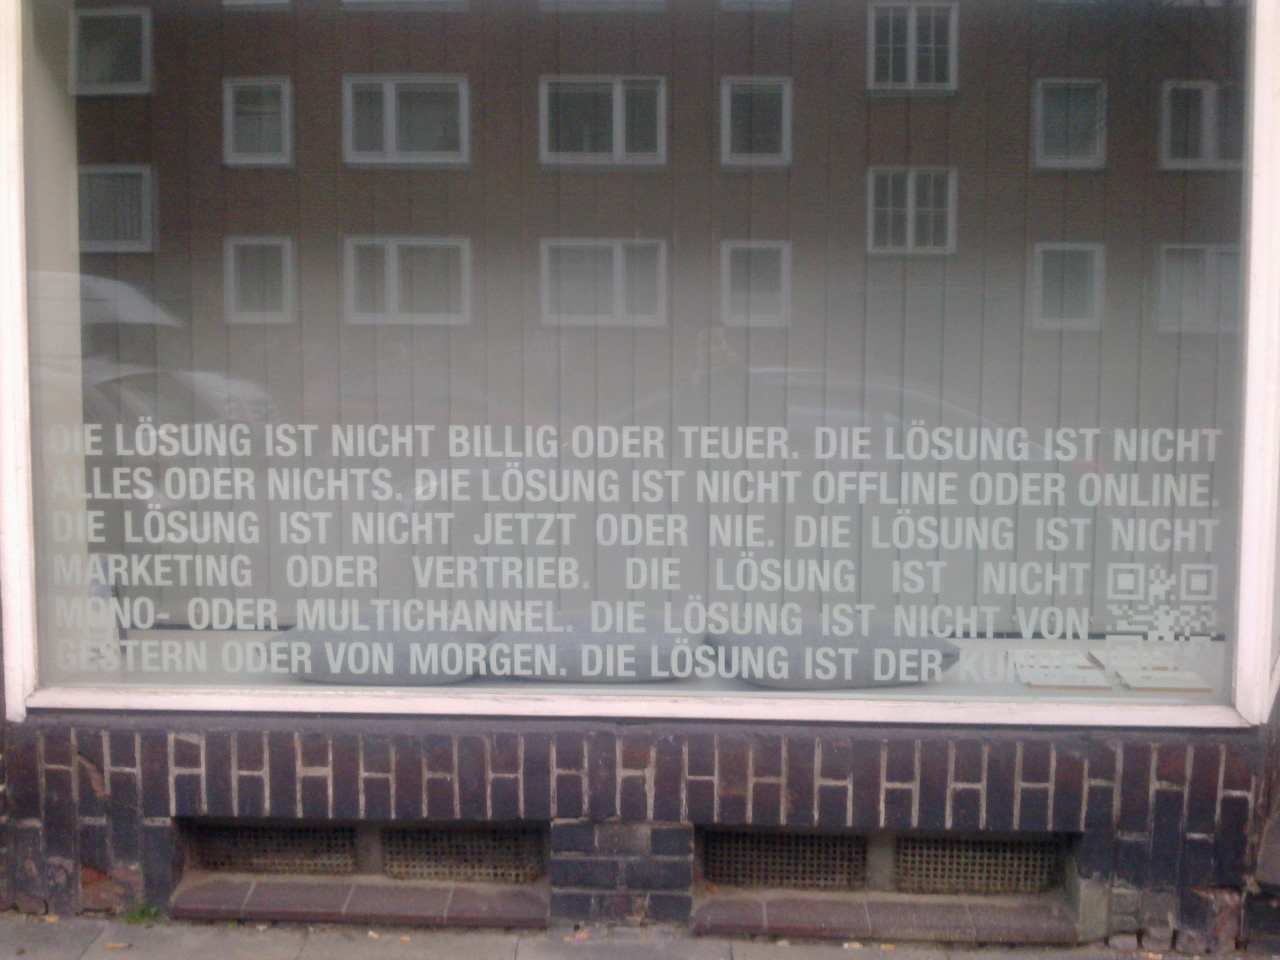 DIE LÖSUNG IST NICHT BILLIG ODER TEUER. DIE LÖSUNG IST NICHT
ALLES ODER NICHTS. DIE LÖSUNG IST NICHT OFFLINE ODER ONLINE.
DIE LÖSUNG IST NICHT JETZT ODER NIE. DIE LÖSUNG IST NICHT
MARKETING ODER VERTRIEB. DIE LÖSUNG IST NICHT
MONO- ODER MULTICHANNEL. DIE LÖSUNG IST NICHT VON
GESTERN ODER VON MORGEN. DIE LÖSUNG IST DER